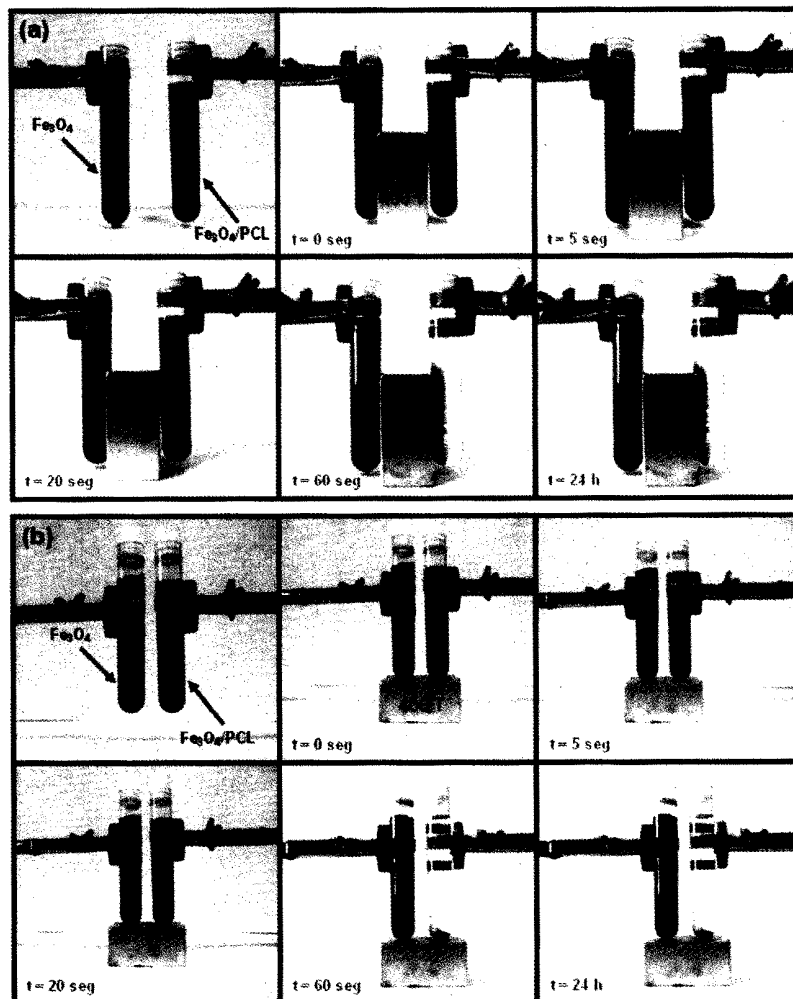 (a)
Fe₃O₄
Fe₃O₄/PCL
t = 0 seg
t = 5 seg
t = 20 seg
t = 60 seg
t = 24 h
(b)
Fe₃O₄
Fe₃O₄/PCL
t = 0 seg
t = 5 seg
t = 20 seg
t = 60 seg
t = 24 h